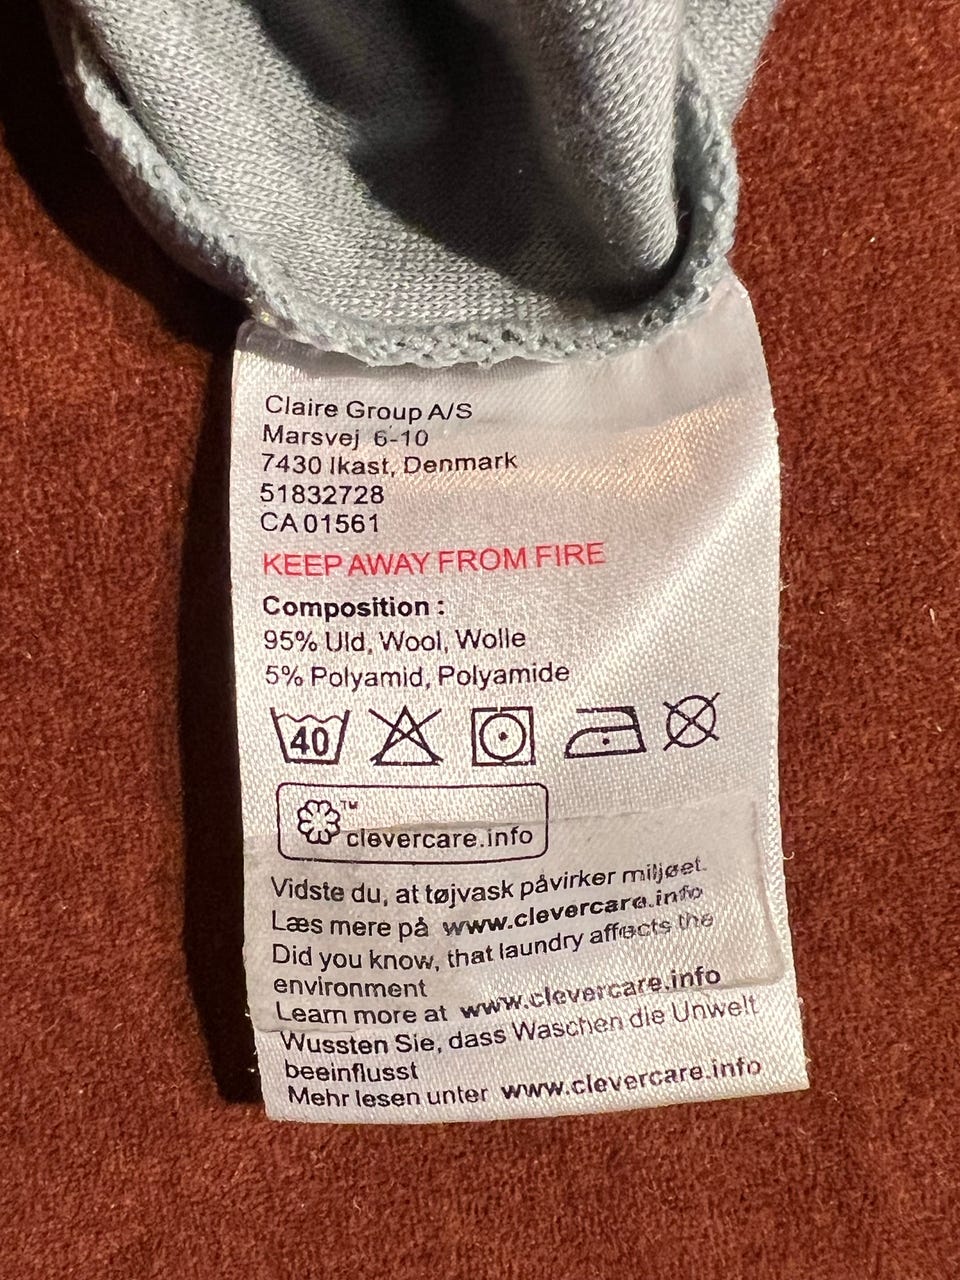 Claire Group A/S
Marsvej 6-10
7430 Ikast, Denmark
51832728
CA01561
KEEP AWAY FROM FIRE
Composition :
95% Uld, Wool, Wolle
5% Polyamid, Polyamide
40
TM
clevercare.info
Vidste du, at tøjvask påvirker miljøet.
Læs mere på www.clevercare.info
Did you know, that laundry affects the
environment
Learn more at www.clevercare.info
Wussten Sie, dass Waschen die Unwelt
beeinflusst
Mehr lesen unter www.clevercare.info